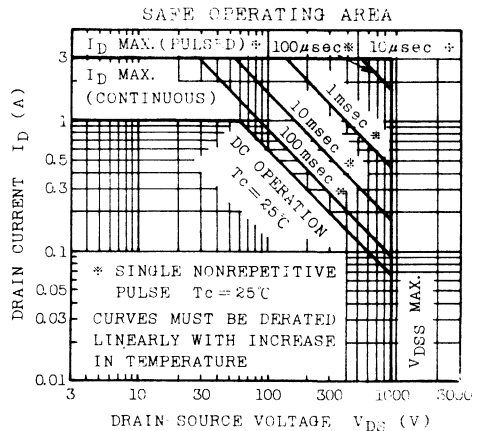 SAFE OPERATING AREA
I_D MAX.(PULSED)※ 100μsec※ 10μsec※
I_D MAX.
(CONTINUOUS)
1msec※
10msec※
100msec※
DC OPERATION
Tc=25℃
※ SINGLE NONREPETITIVE
PULSE Tc=25℃
CURVES MUST BE DERATED
LINEARLY WITH INCREASE
IN TEMPERATURE
V_DSS MAX.
DRAIN CURRENT I_D (A)
3
1
0.5
0.3
0.1
0.05
0.03
0.01
3 10 30 100 300 1000 3000
DRAIN SOURCE VOLTAGE V_DS (V)